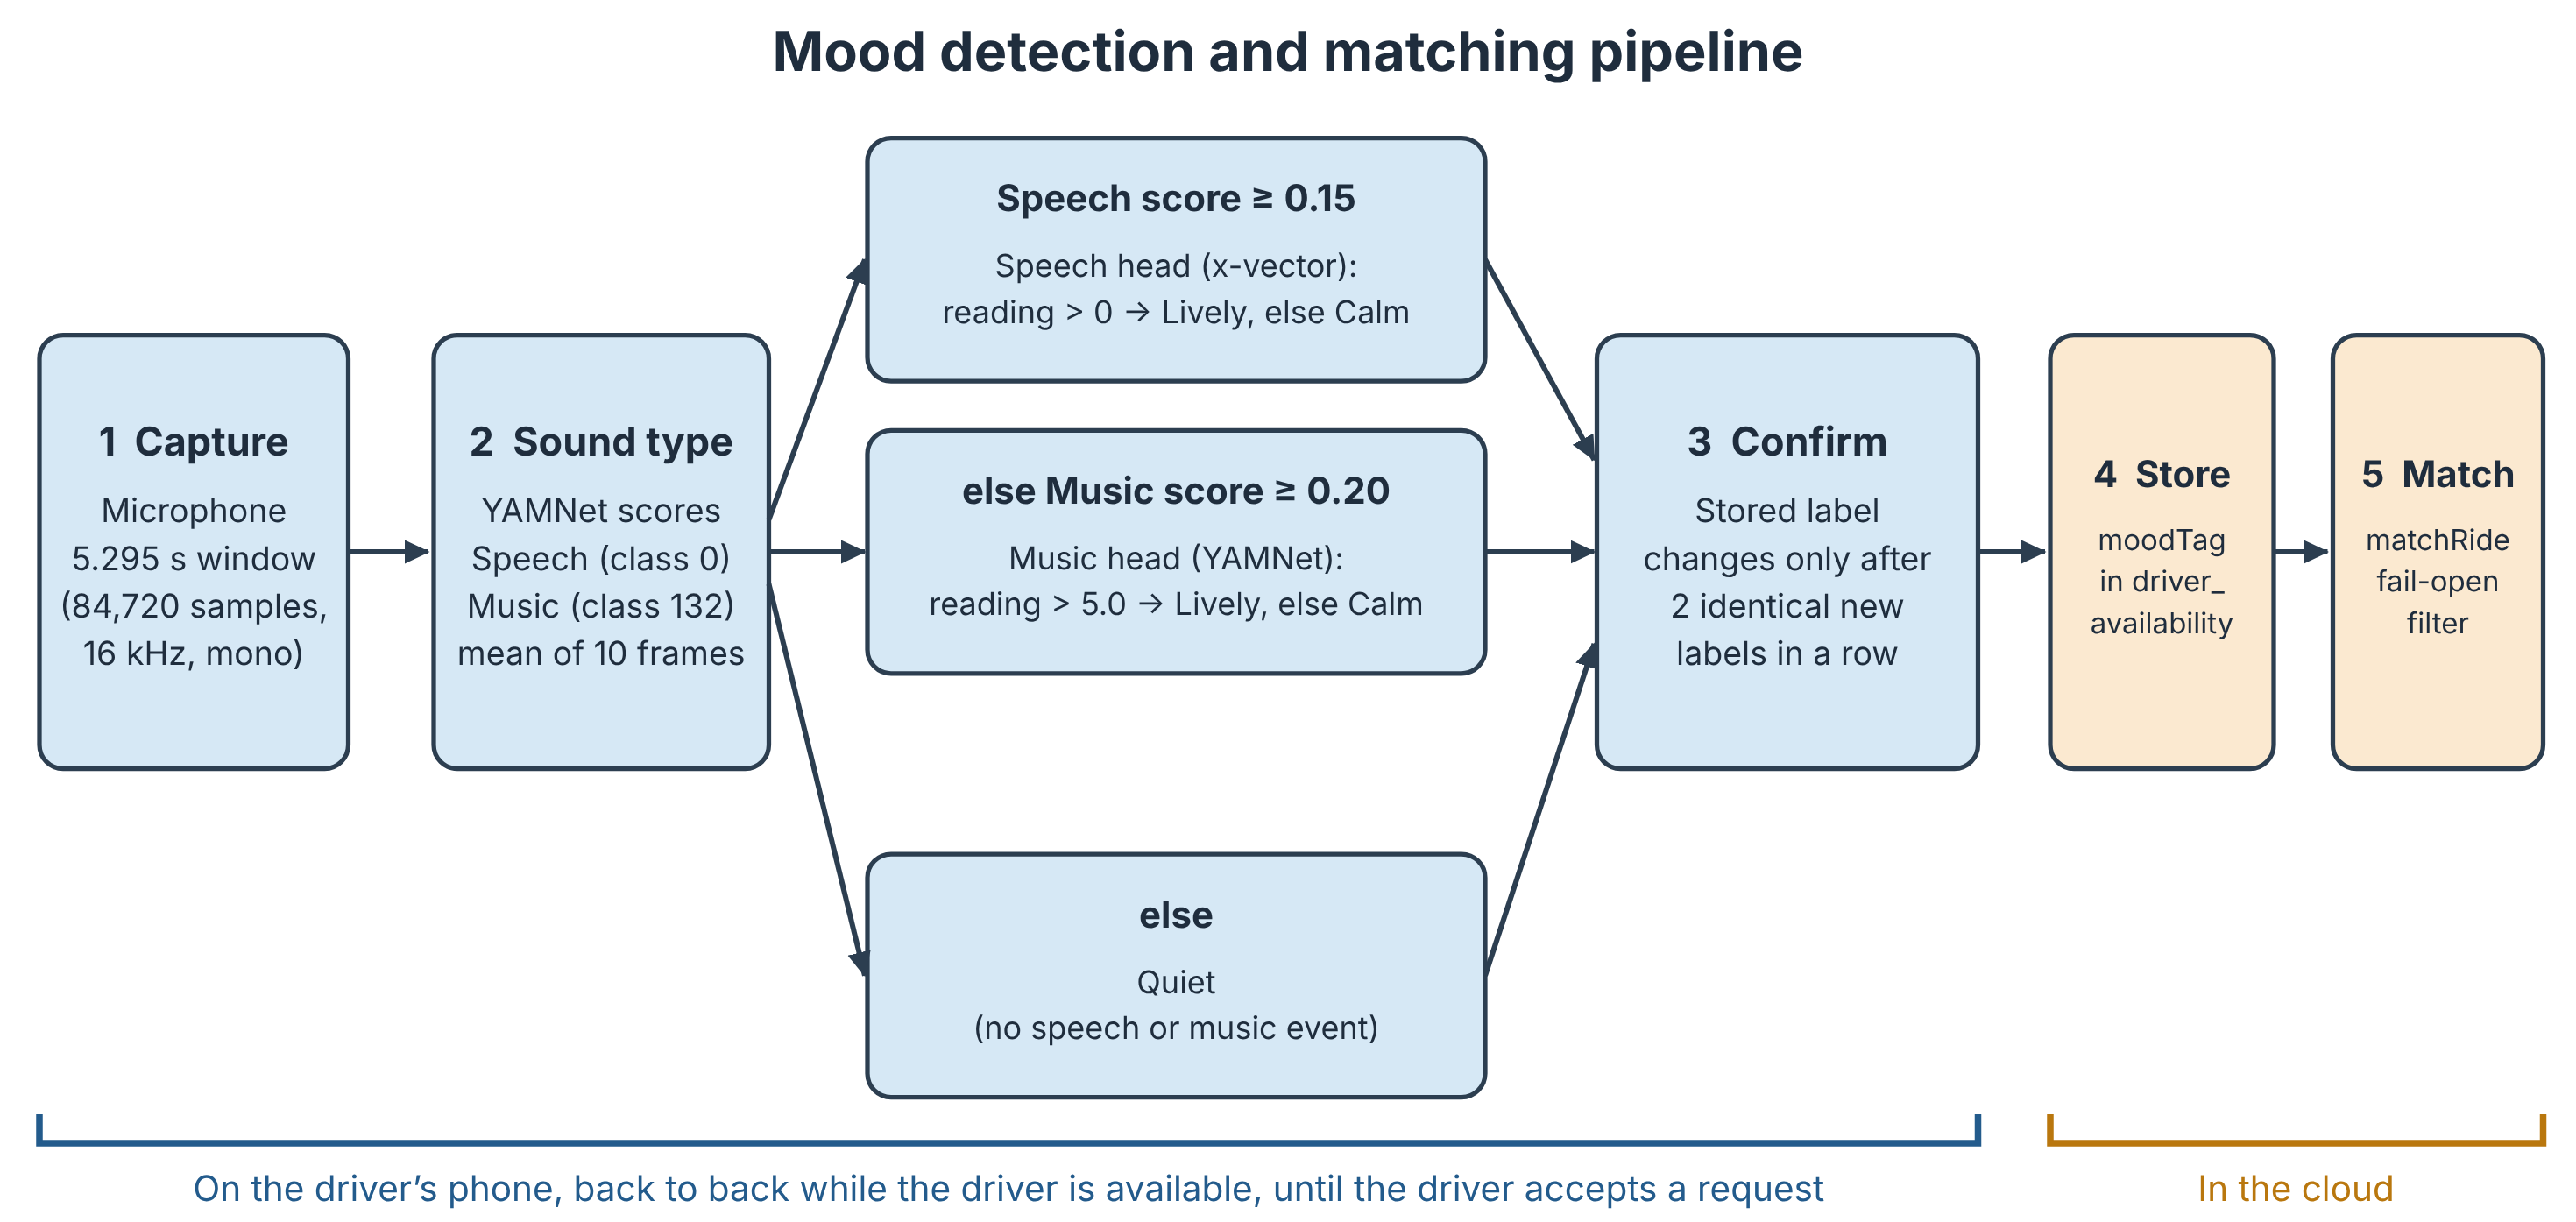 Mood detection and matching pipeline
1 Capture
Microphone
5.295 s window
(84,720 samples,
16 kHz, mono)
2 Sound type
YAMNet scores
Speech (class 0)
Music (class 132)
mean of 10 frames
Speech score ≥ 0.15
Speech head (x-vector):
reading > 0 → Lively, else Calm
else Music score ≥ 0.20
Music head (YAMNet):
reading > 5.0 → Lively, else Calm
else
Quiet
(no speech or music event)
3 Confirm
Stored label
changes only after
2 identical new
labels in a row
4 Store
moodTag
in driver_
availability
5 Match
matchRide
fail-open
filter
On the driver’s phone, back to back while the driver is available, until the driver accepts a request
In the cloud